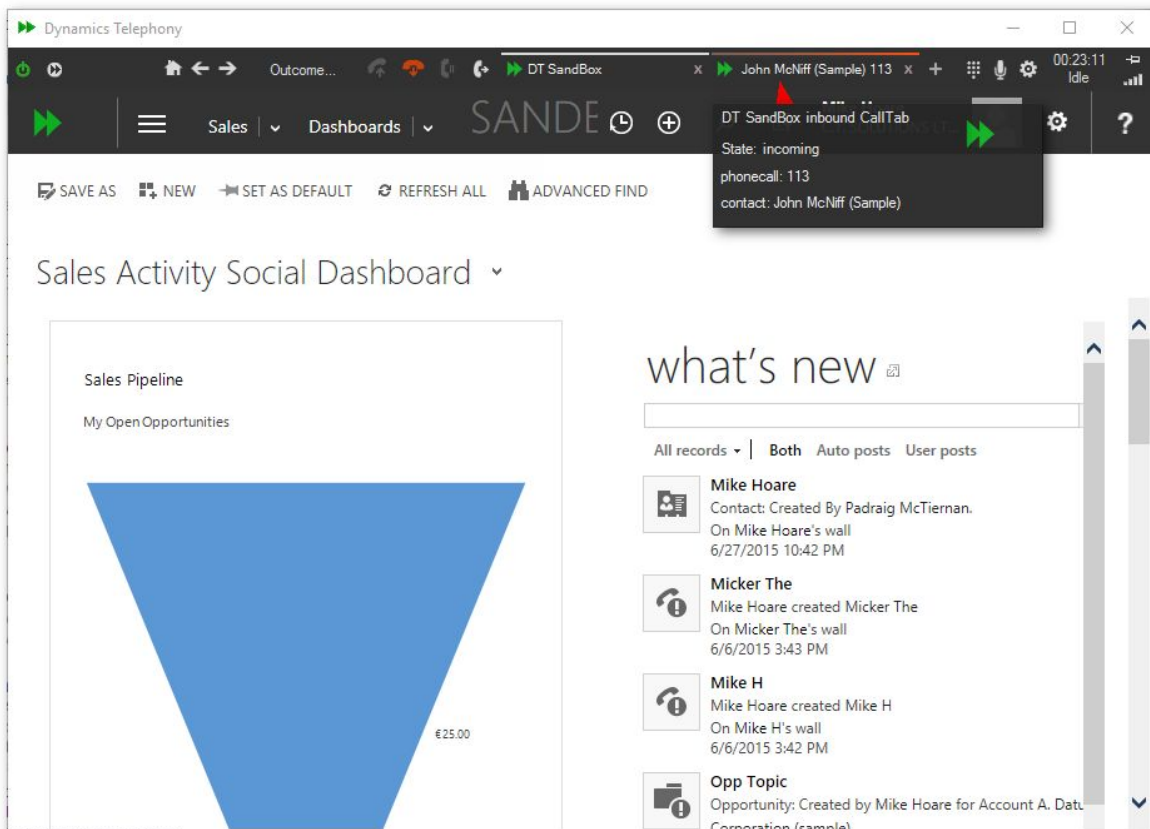 Dynamics Telephony
Outcome...
DT SandBox x
John McNiff (Sample) 113 x +
00:23:11
Idle
Sales
Dashboards
?
DT SandBox inbound CallTab
State: incoming
phonecall: 113
contact: John McNiff (Sample)
SAVE AS
NEW
SET AS DEFAULT
REFRESH ALL
ADVANCED FIND
Sales Activity Social Dashboard
Sales Pipeline
My Open Opportunities
€25.00
what's new
All records
Both
Auto posts
User posts
Mike Hoare
Contact: Created By Padraig McTiernan.
On Mike Hoare's wall
6/27/2015 10:42 PM
Micker The
Mike Hoare created Micker The
On Micker The's wall
6/6/2015 3:43 PM
Mike H
Mike Hoare created Mike H
On Mike H's wall
6/6/2015 3:42 PM
Opp Topic
Opportunity: Created by Mike Hoare for Account A. Datu
Corporation (sample)